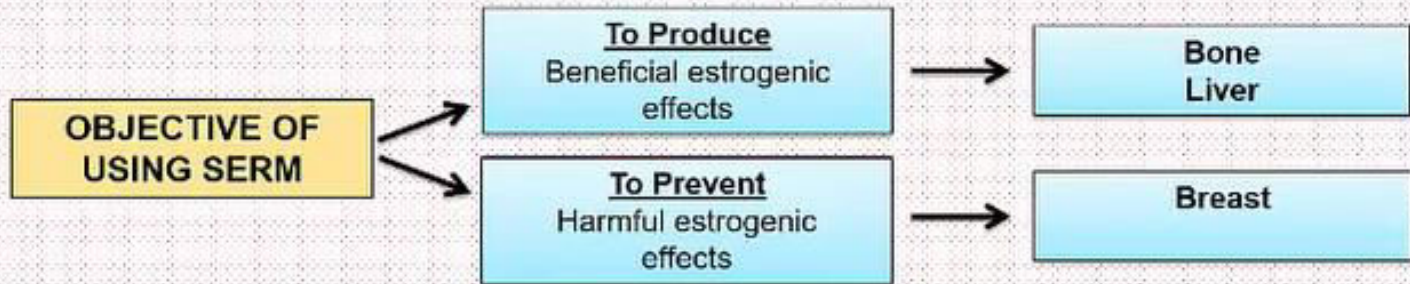 OBJECTIVE OF
USING SERM
To Produce
Beneficial estrogenic
effects
Bone
Liver
To Prevent
Harmful estrogenic
effects
Breast